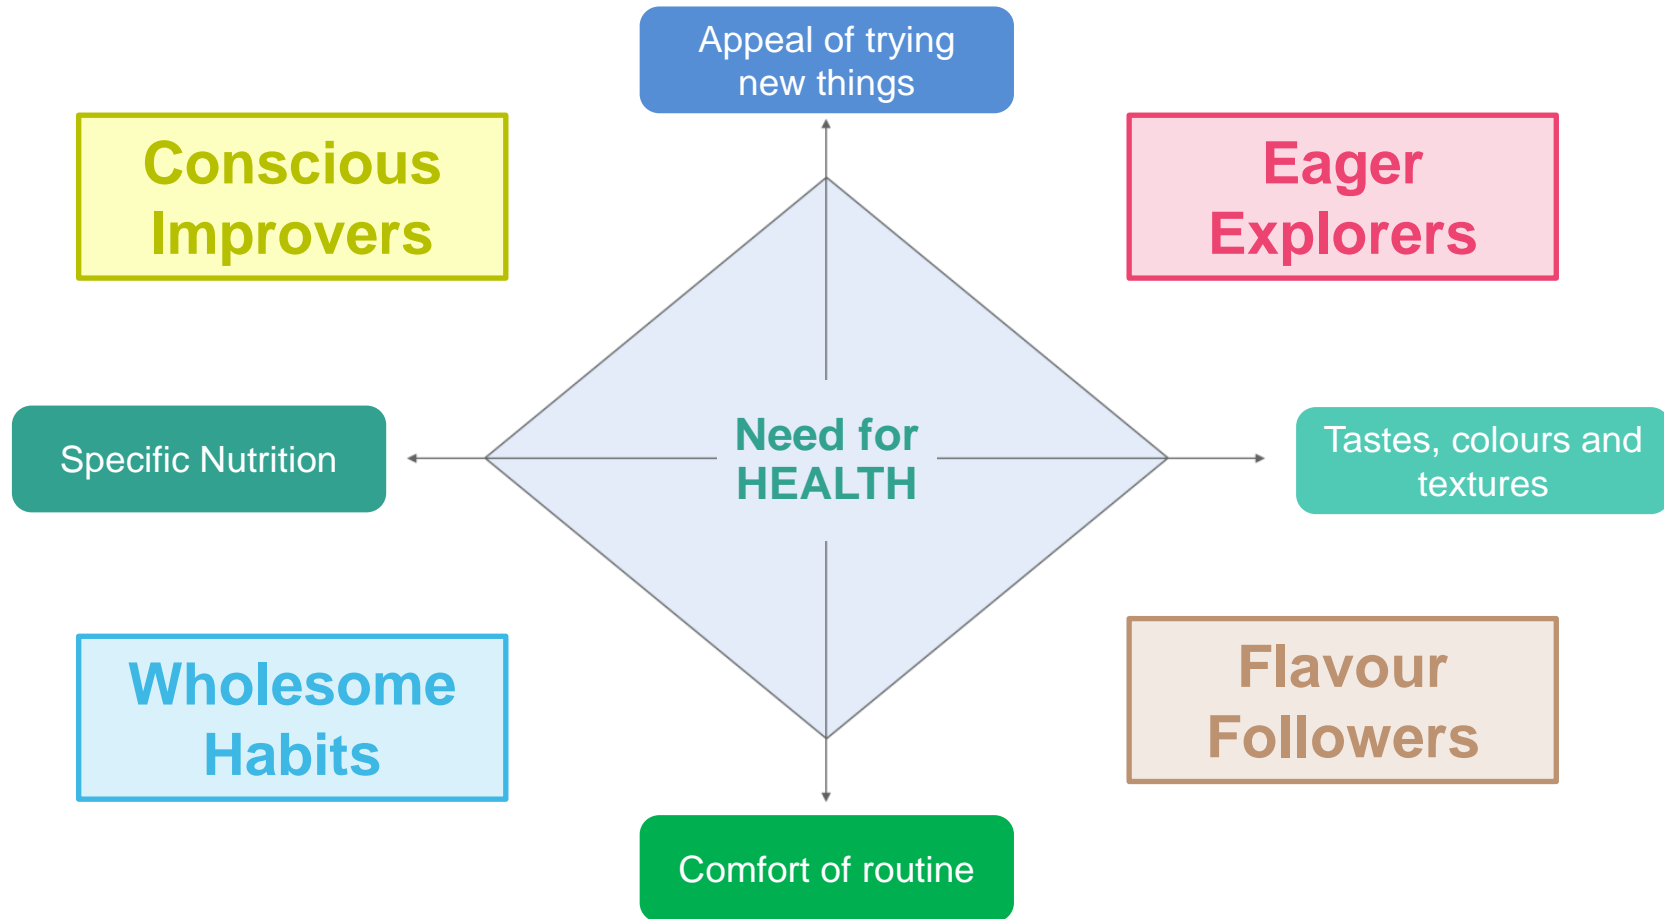 Appeal of trying
new things
Conscious
Improvers
Eager
Explorers
Specific Nutrition
Need for
HEALTH
Tastes, colours and
textures
Wholesome
Habits
Flavour
Followers
Comfort of routine